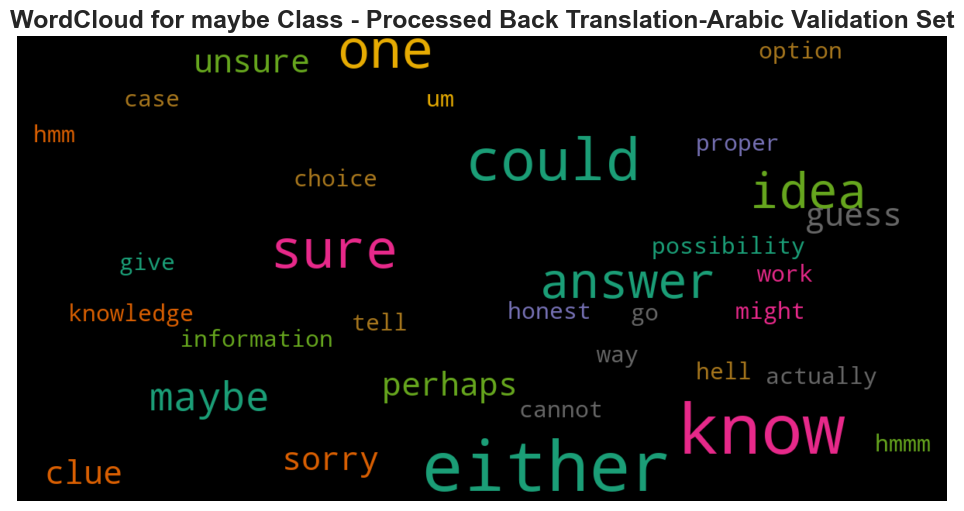 WordCloud for maybe Class - Processed Back Translation-Arabic Validation Set
one
unsure
option
case
um
hmm
could
proper
choice
idea
guess
sure
possibility
give
answer
work
knowledge
honest
go
might
tell
information
way
perhaps
hell
actually
maybe
cannot
know
hmmm
sorry
either
clue